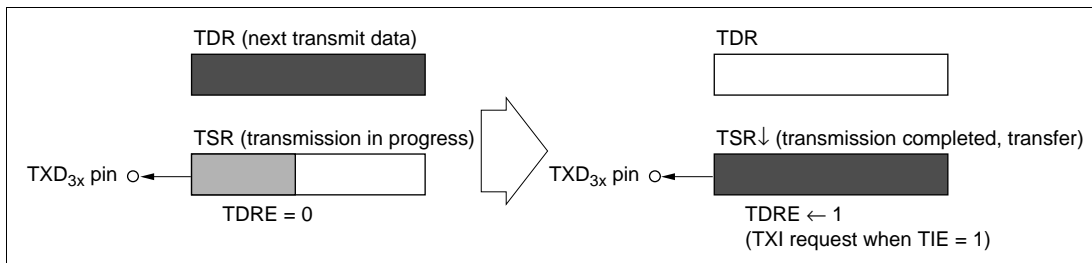 TDR (next transmit data)
TSR (transmission in progress)
TXD3x pin
TDRE = 0
TDR
TSR↓ (transmission completed, transfer)
TXD3x pin
TDRE ← 1
(TXI request when TIE = 1)